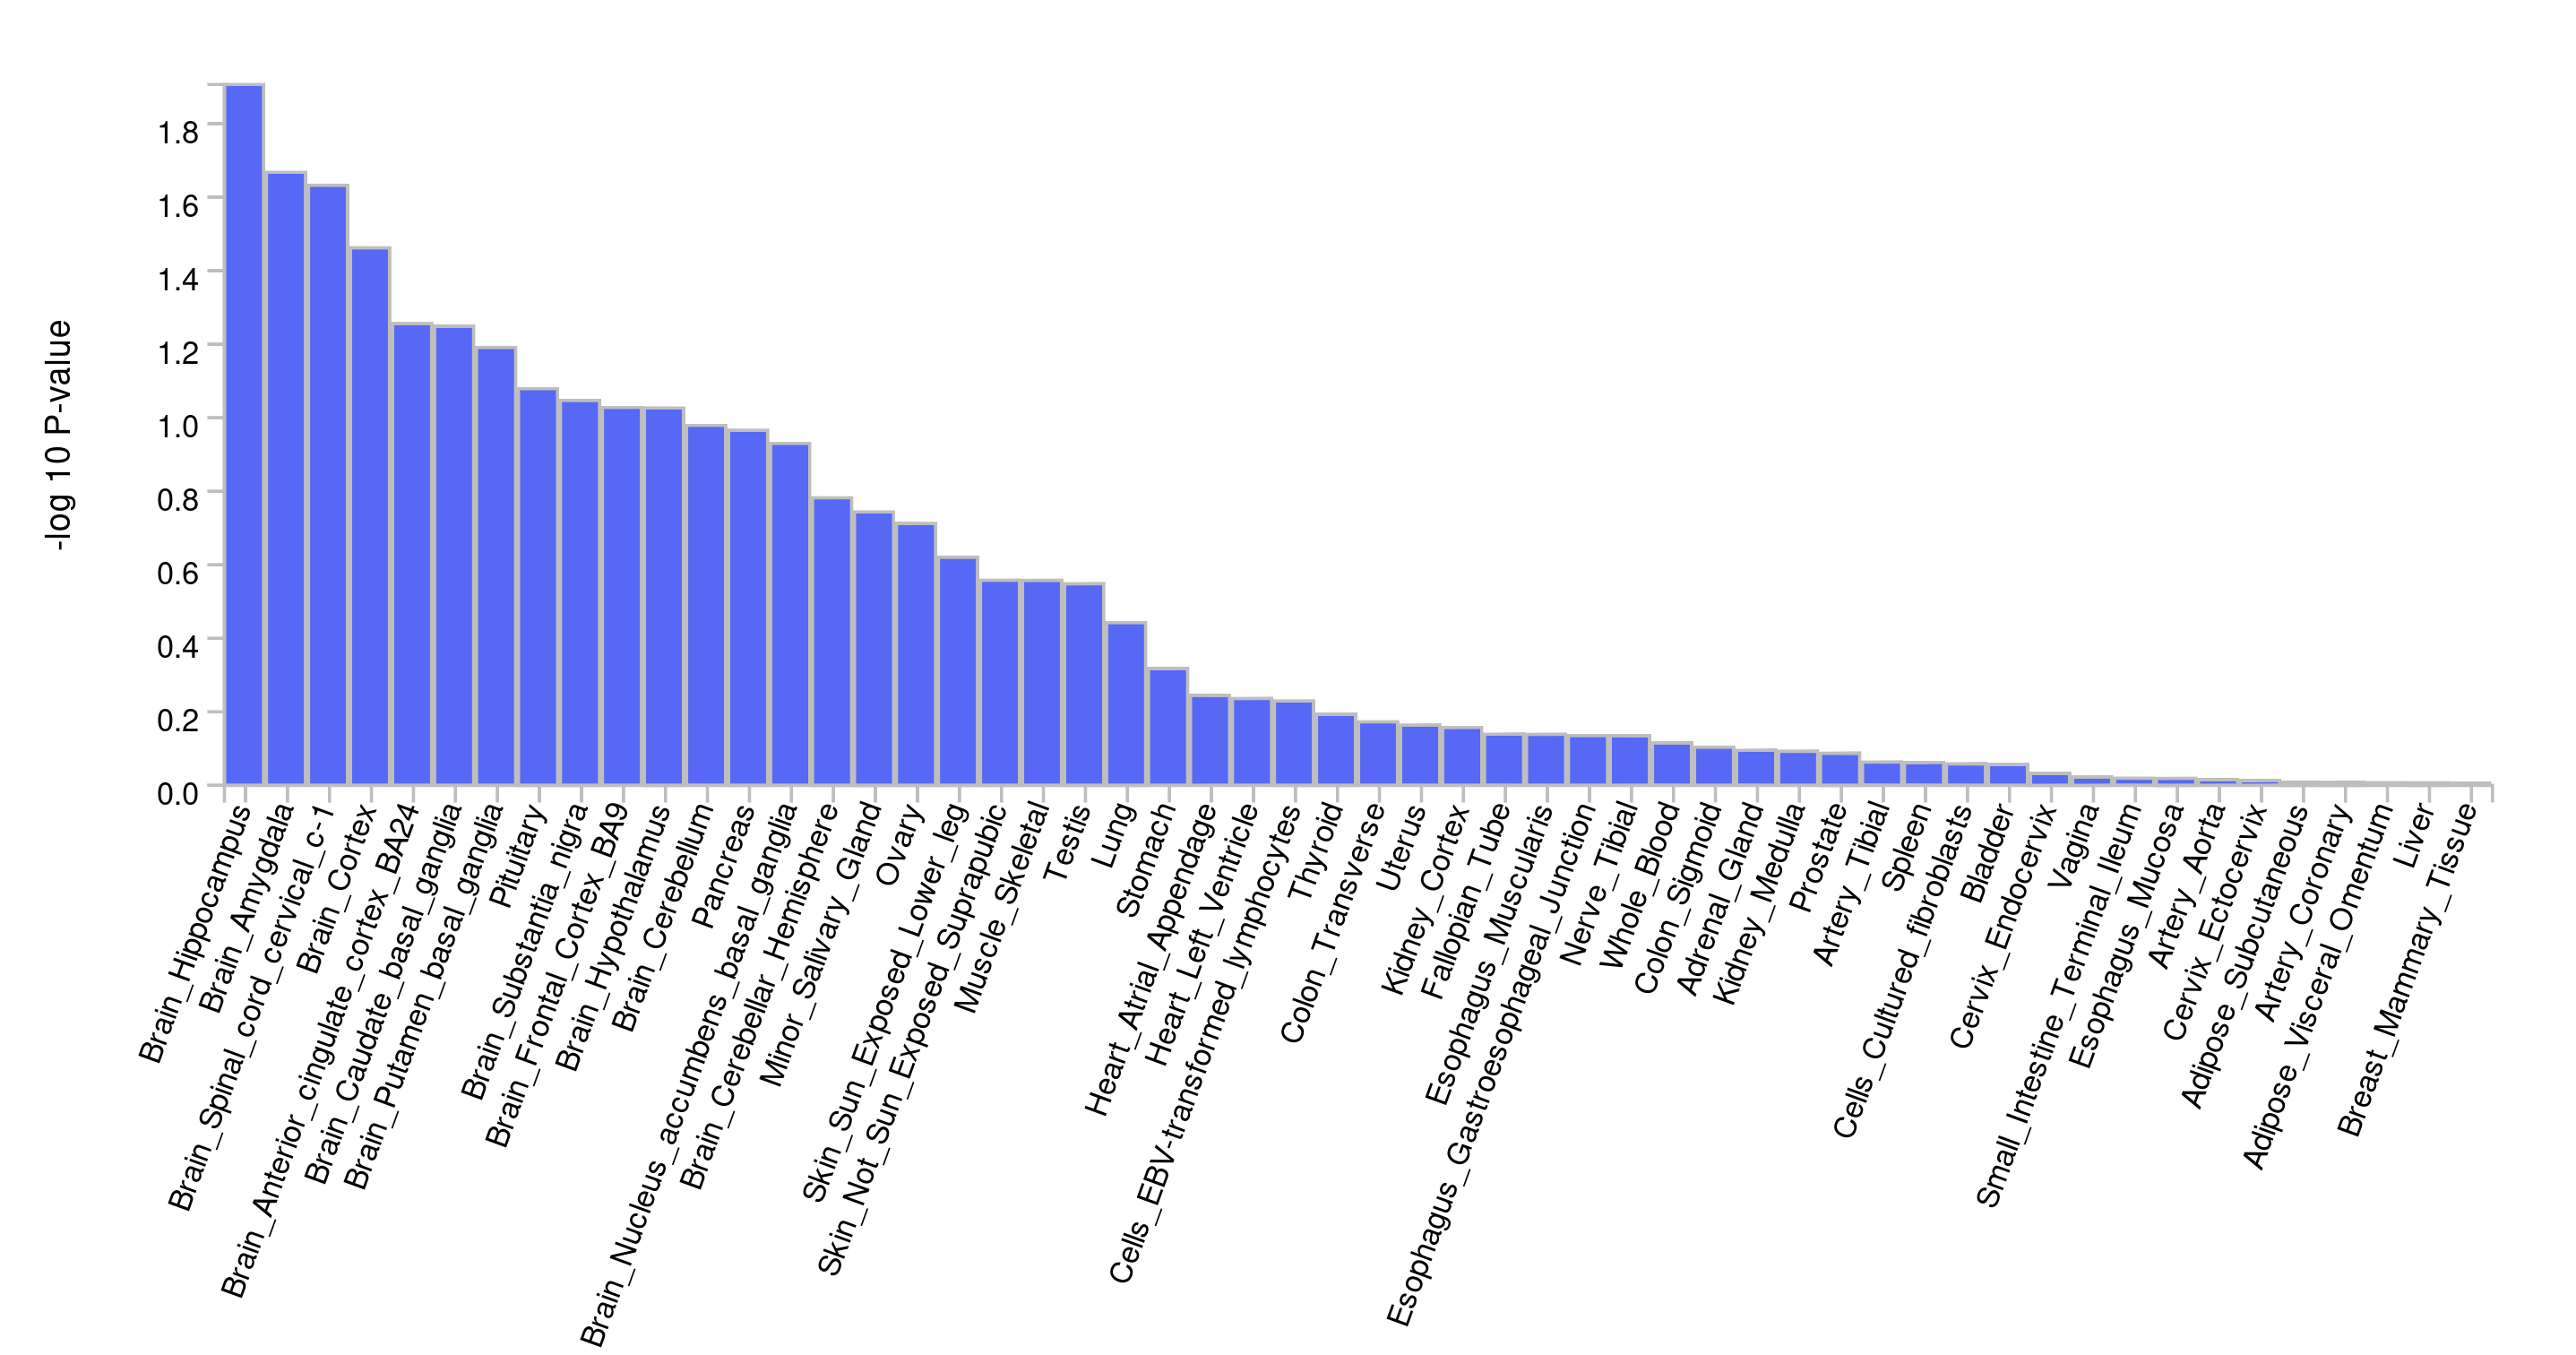 -log 10 P-value
1.8
1.6
1.4
1.2
1.0
0.8
0.6
0.4
0.2
0.0
Brain_Hippocampus
Brain_Amygdala
Brain_Spinal_cord_cervical_c-1
Brain_Cortex
Brain_Anterior_cingulate_cortex_BA24
Brain_Caudate_basal_ganglia
Brain_Putamen_basal_ganglia
Pituitary
Brain_Substantia_nigra
Brain_Frontal_Cortex_BA9
Brain_Hypothalamus
Brain_Cerebellum
Pancreas
Brain_Nucleus_accumbens_basal_ganglia
Brain_Cerebellar_Hemisphere
Minor_Salivary_Gland
Ovary
Skin_Sun_Exposed_Lower_leg
Skin_Not_Sun_Exposed_Suprapubic
Muscle_Skeletal
Testis
Lung
Stomach
Heart_Atrial_Appendage
Heart_Left_Ventricle
Cells_EBV-transformed_lymphocytes
Thyroid
Colon_Transverse
Uterus
Kidney_Cortex
Fallopian_Tube
Esophagus_Muscularis
Esophagus_Gastroesophageal_Junction
Nerve_Tibial
Whole_Blood
Colon_Sigmoid
Adrenal_Gland
Kidney_Medulla
Prostate
Artery_Tibial
Spleen
Cells_Cultured_fibroblasts
Bladder
Cervix_Endocervix
Vagina
Small_Intestine_Terminal_Ileum
Esophagus_Mucosa
Artery_Aorta
Cervix_Ectocervix
Adipose_Subcutaneous
Artery_Coronary
Adipose_Visceral_Omentum
Liver
Breast_Mammary_Tissue